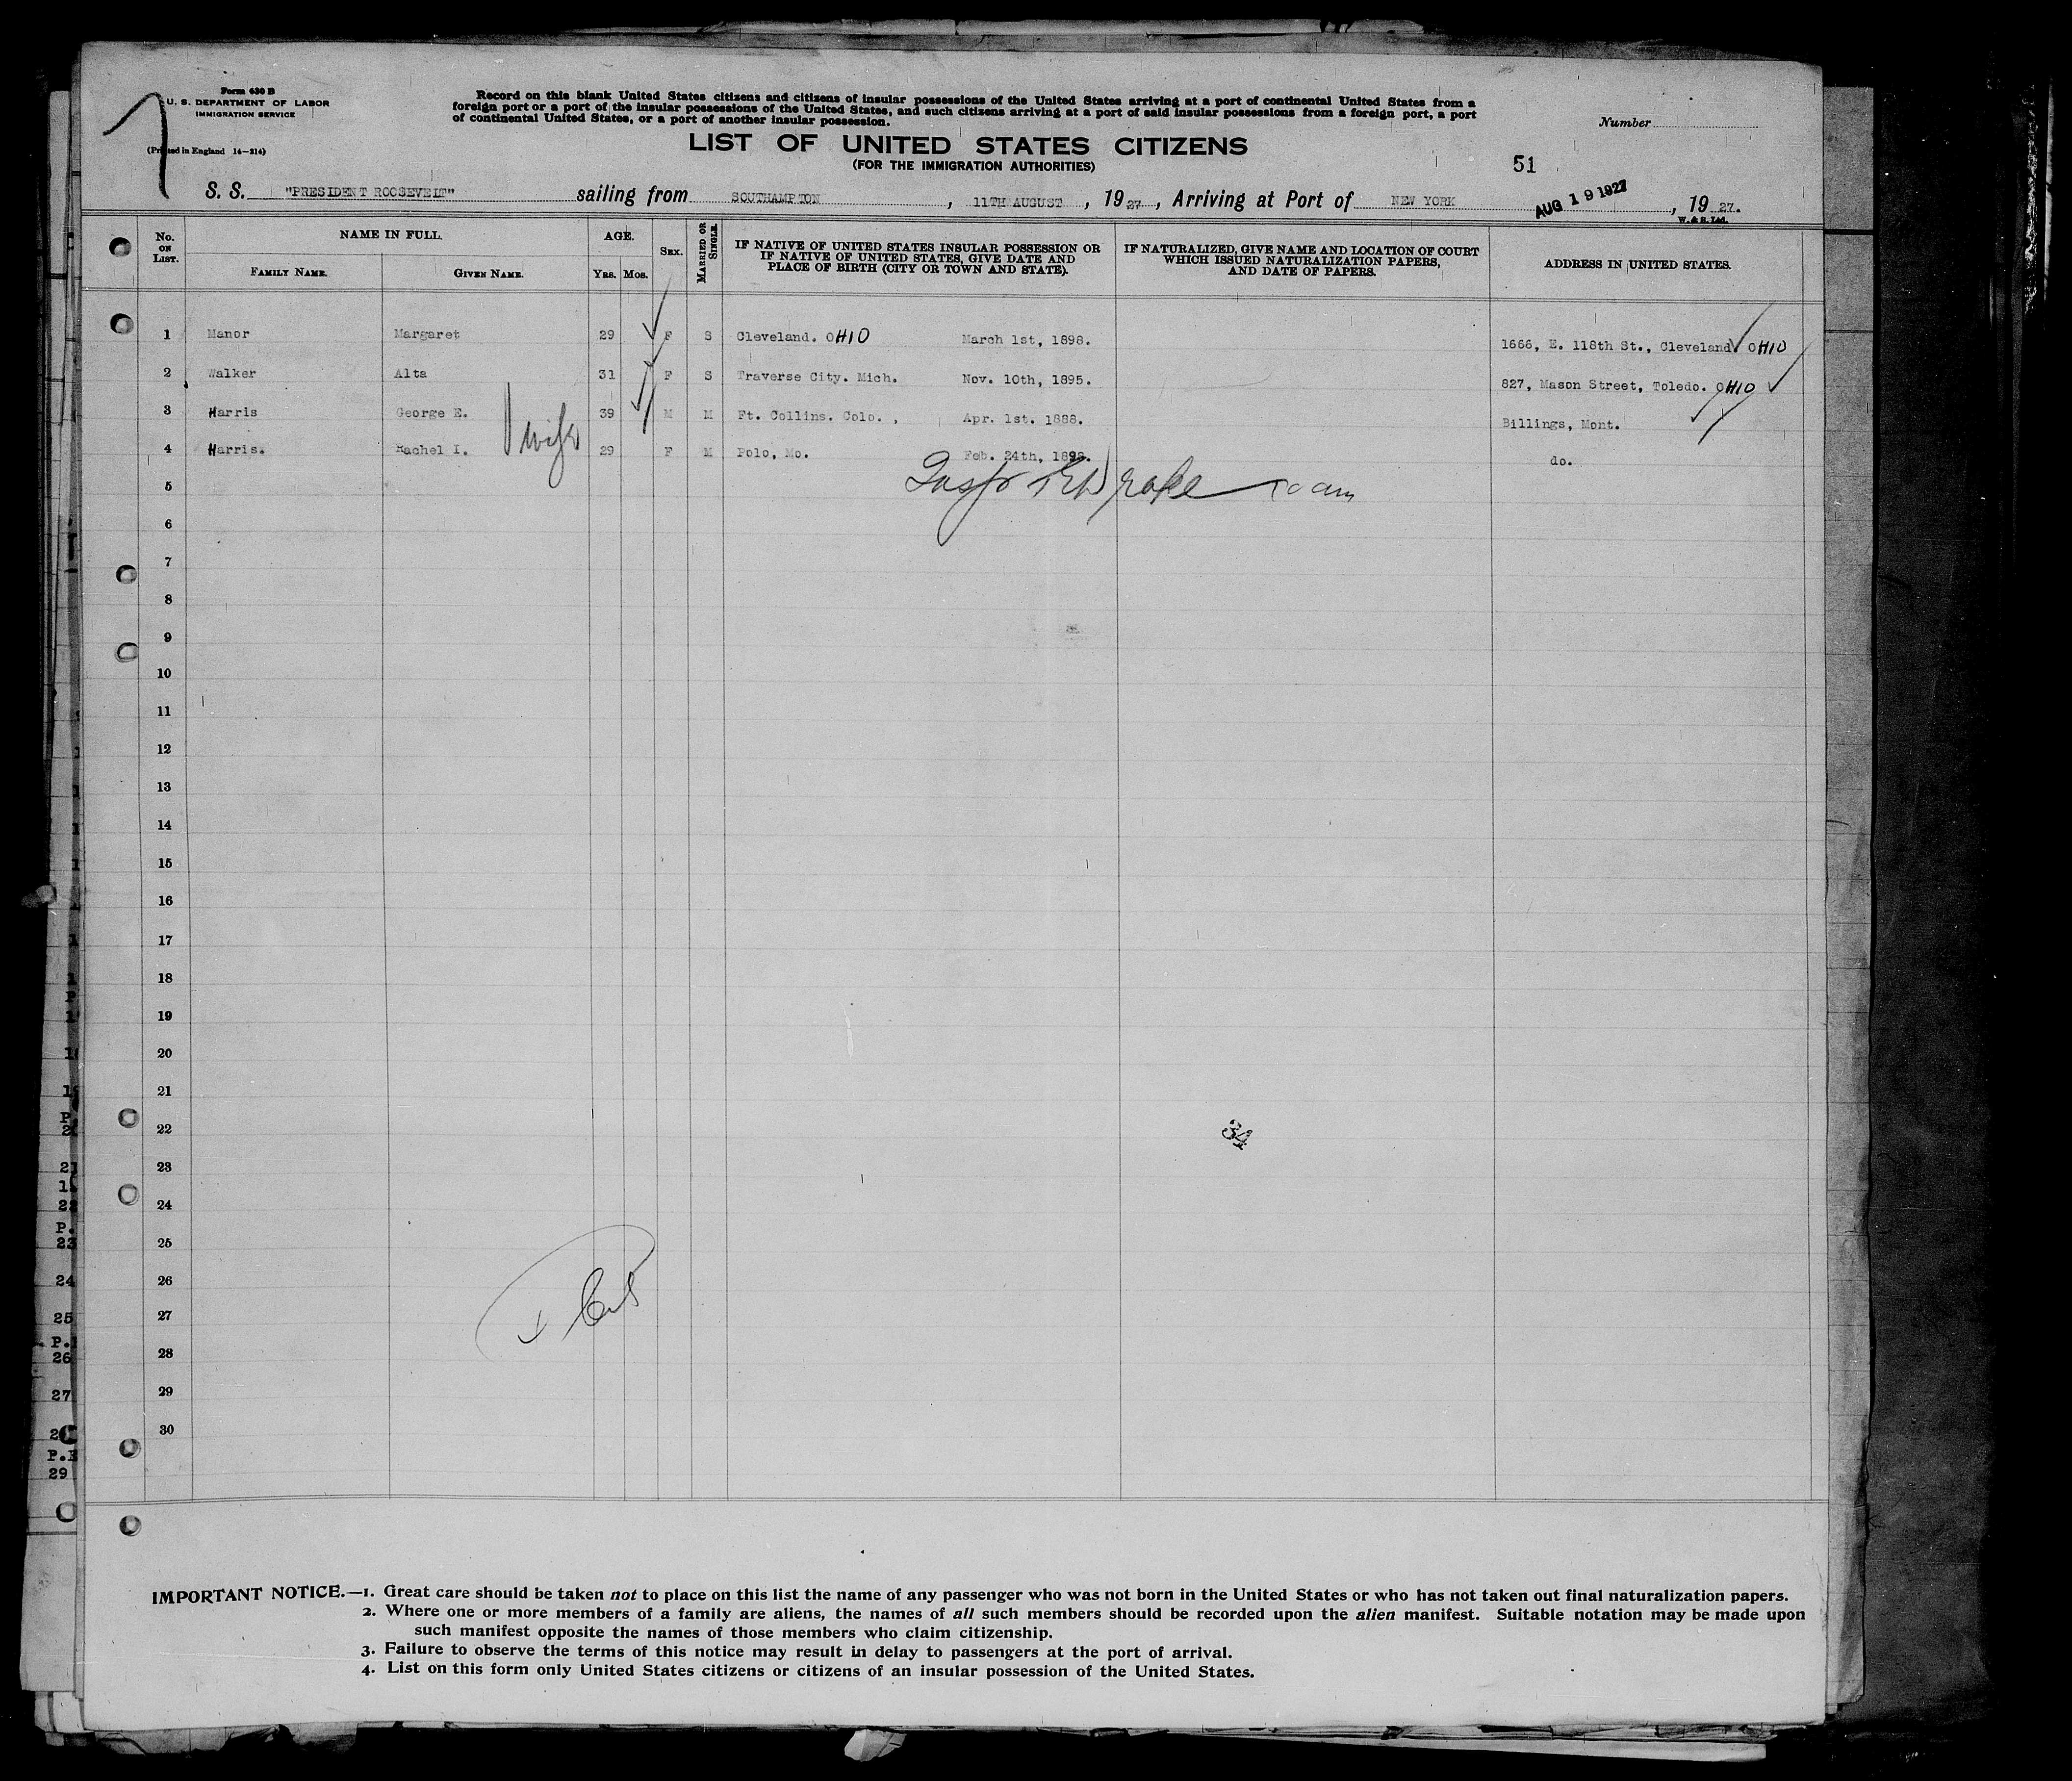 Form 630 B
U. S. DEPARTMENT OF LABOR
IMMIGRATION SERVICE
(Printed in England 14—214)
Record on this blank United States citizens and citizens of insular possessions of the United States arriving at a port of continental United States from a
foreign port or a port of the insular possessions of the United States, and such citizens arriving at a port of said insular possessions from a foreign port, a port
of continental United States, or a port of another insular possession.
Number
LIST OF UNITED STATES CITIZENS
(FOR THE IMMIGRATION AUTHORITIES)
51
S. S. "PRESIDENT ROOSEVELT" sailing from SOUTHAMPTON, 11TH AUGUST, 1927, Arriving at Port of NEW YORK AUG 19 1927, 1927.
W. & S. Ltd.
No. ON LIST. NAME IN FULL. FAMILY NAME. GIVEN NAME. AGE. YRS. MOS. SEX. MARRIED OR SINGLE. IF NATIVE OF UNITED STATES INSULAR POSSESSION OR IF NATIVE OF UNITED STATES, GIVE DATE AND PLACE OF BIRTH (CITY OR TOWN AND STATE). IF NATURALIZED, GIVE NAME AND LOCATION OF COURT WHICH ISSUED NATURALIZATION PAPERS, AND DATE OF PAPERS. ADDRESS IN UNITED STATES.
1 Manor Margaret 29 F S Cleveland. OHIO March 1st, 1898. 1666, E. 118th St., Cleveland OHIO
2 Walker Alta 31 F S Traverse City. Mich. Nov. 10th, 1895. 827, Mason Street, Toledo. OHIO
3 Harris George E. 39 M M Ft. Collins. Colo. , Apr. 1st. 1888. Billings, Mont.
wife
4 Harris. Rachel I. 29 F M Polo, Mo. Feb. 24th, 1898. do.
5
6
7
8
9
10
11
12
13
14
15
16
17
18
19
20
21
22
34
23
24
25
26
27
28
29
30
IMPORTANT NOTICE.—1. Great care should be taken not to place on this list the name of any passenger who was not born in the United States or who has not taken out final naturalization papers.
2. Where one or more members of a family are aliens, the names of all such members should be recorded upon the alien manifest. Suitable notation may be made upon
such manifest opposite the names of those members who claim citizenship.
3. Failure to observe the terms of this notice may result in delay to passengers at the port of arrival.
4. List on this form only United States citizens or citizens of an insular possession of the United States.